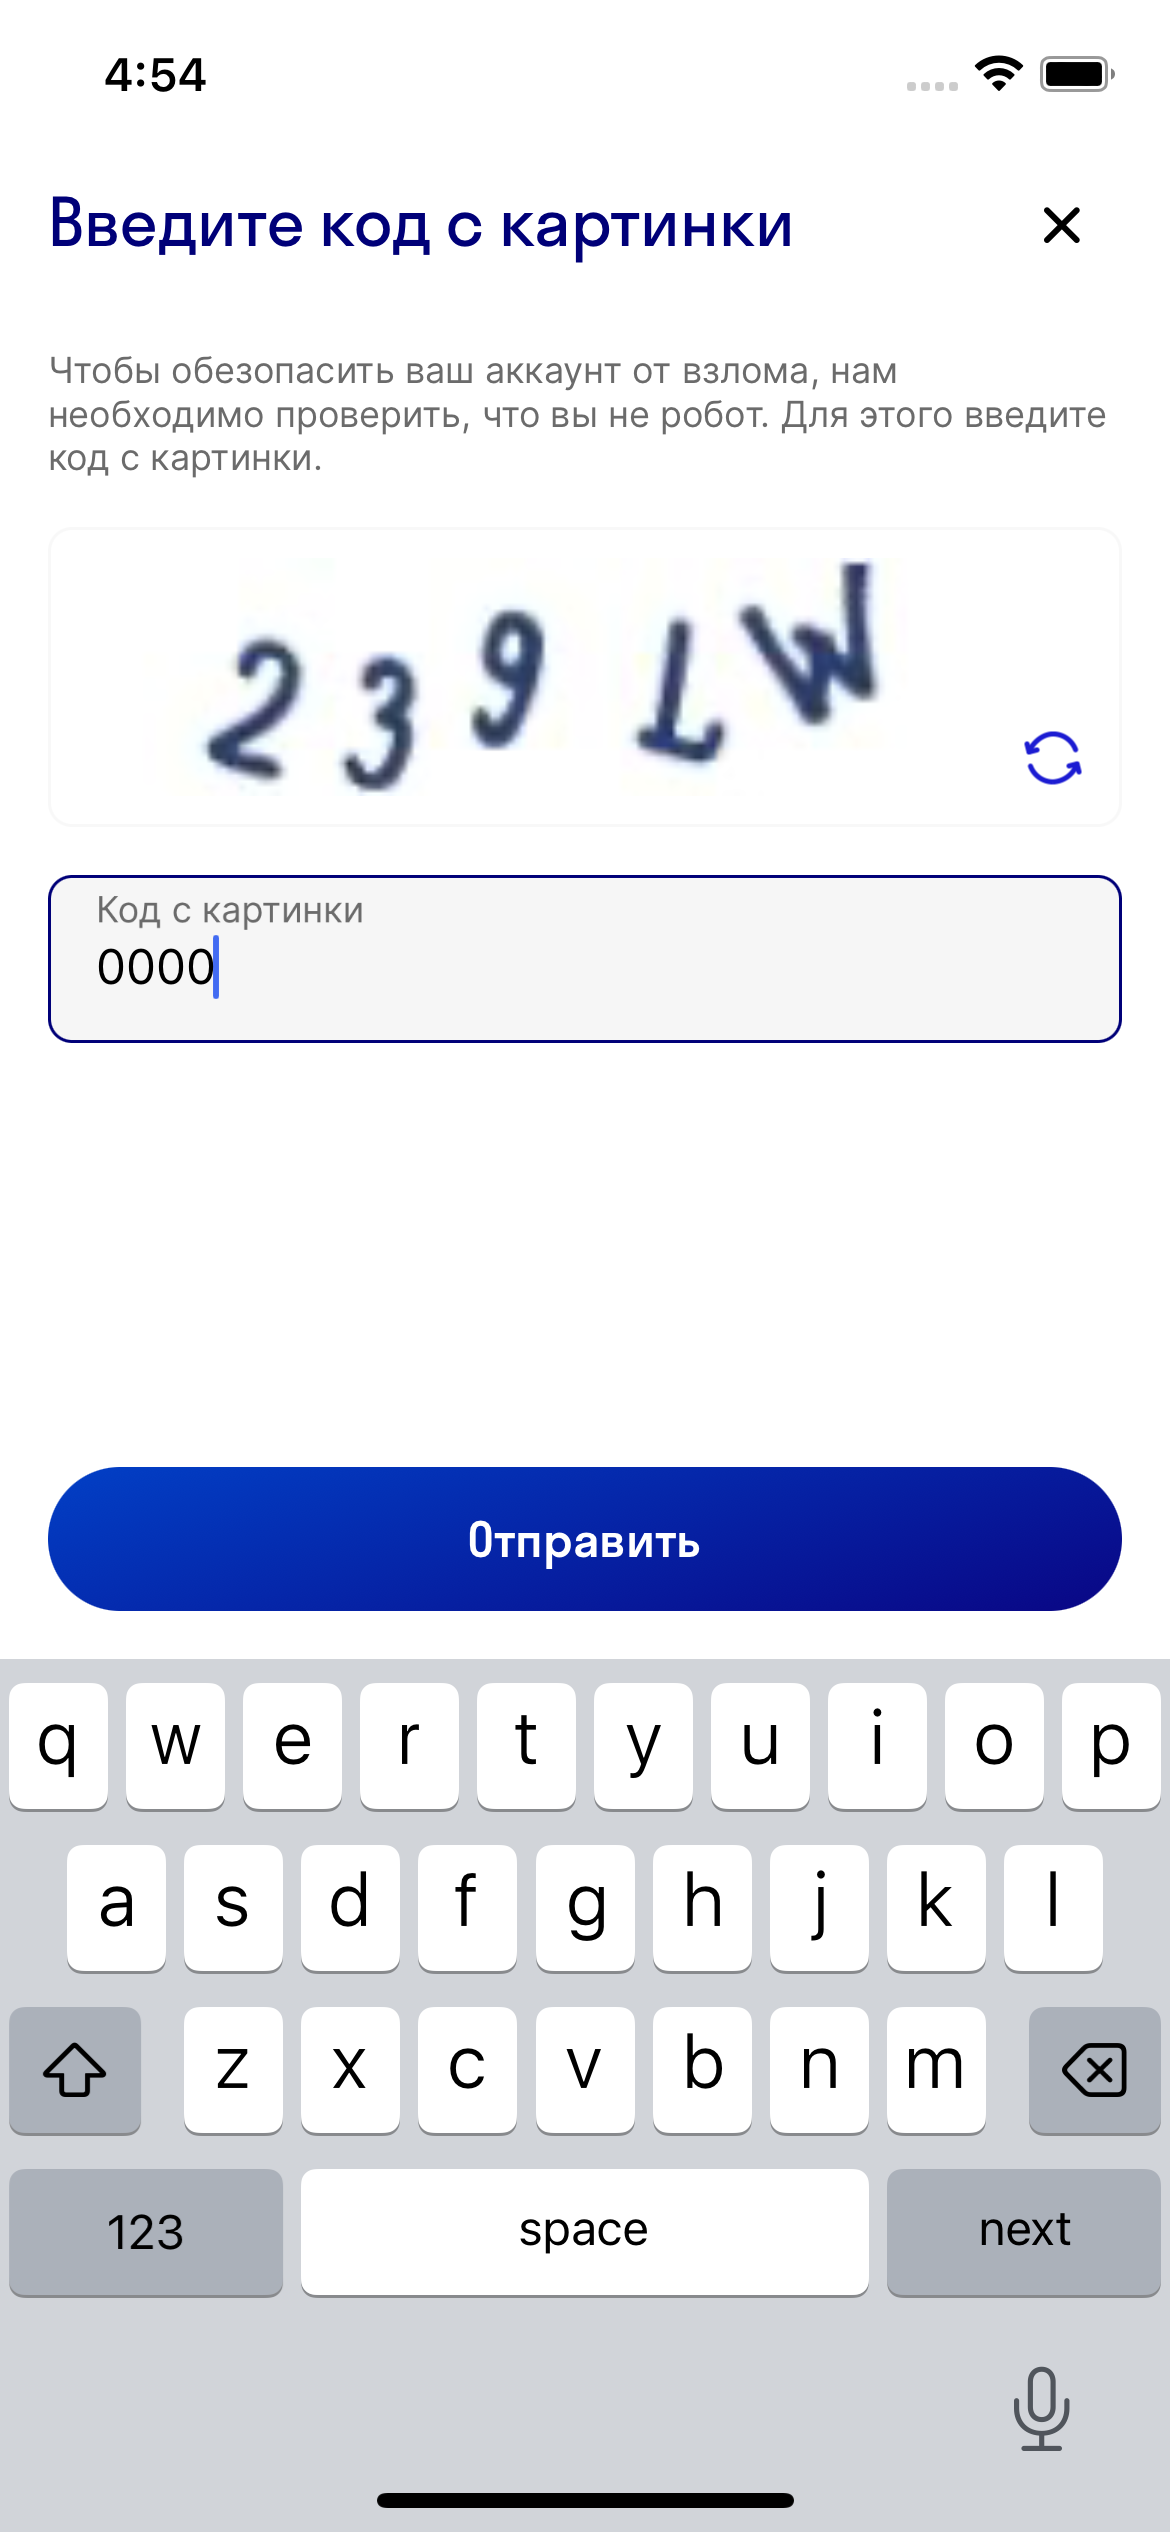 4:54
Введите код с картинки
Чтобы обезопасить ваш аккаунт от взлома, нам
необходимо проверить, что вы не робот. Для этого введите
код с картинки.
239LW
Код с картинки
0000
Отправить
q w e r t y u i o p
a s d f g h j k l
z x c v b n m
123 space next